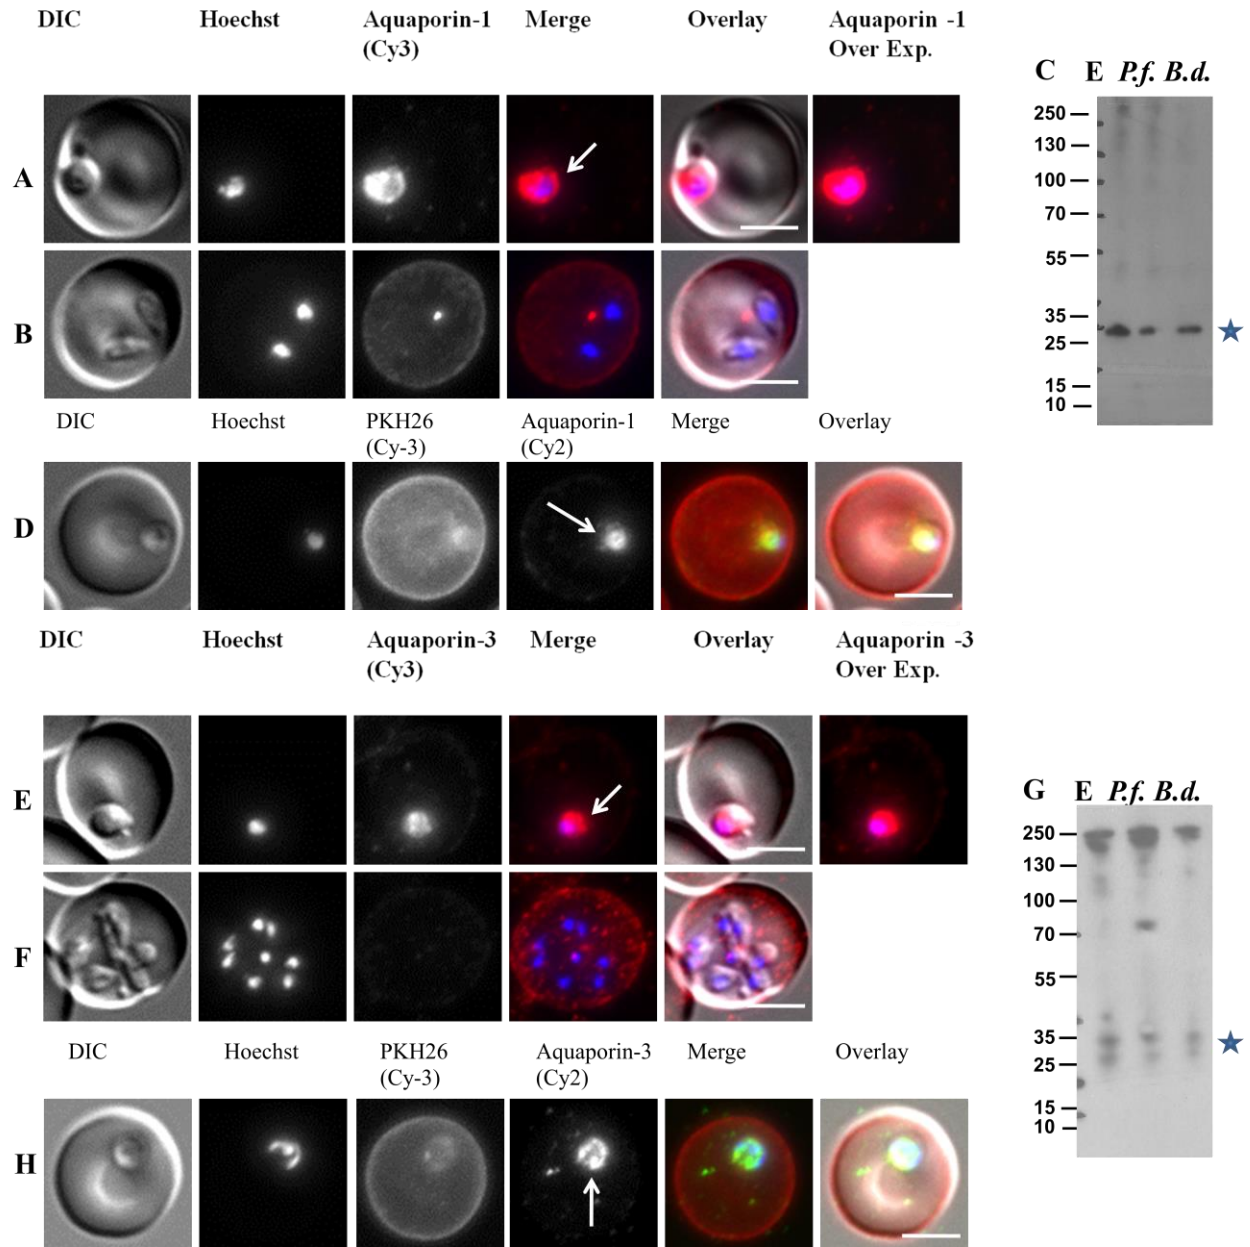 DIC Hoechst Aquaporin-1 Merge Overlay Aquaporin -1
(Cy3) Over Exp.
C E P.f. B.d.
A
250
130
100
70
55
35
25
15
10
B
DIC Hoechst PKH26 Aquaporin-1 Merge Overlay
(Cy-3) (Cy2)
D
DIC Hoechst Aquaporin-3 Merge Overlay Aquaporin -3
(Cy3) Over Exp.
E
F
G E P.f. B.d.
250
130
100
70
55
35
25
15
10
DIC Hoechst PKH26 Aquaporin-3 Merge Overlay
(Cy-3) (Cy2)
H